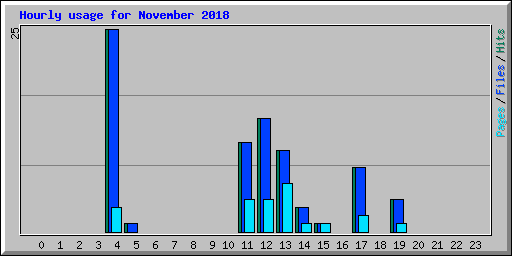 Hourly usage for November 2018
25
Pages/Files/Hits
0 1 2 3 4 5 6 7 8 9 10 11 12 13 14 15 16 17 18 19 20 21 22 23